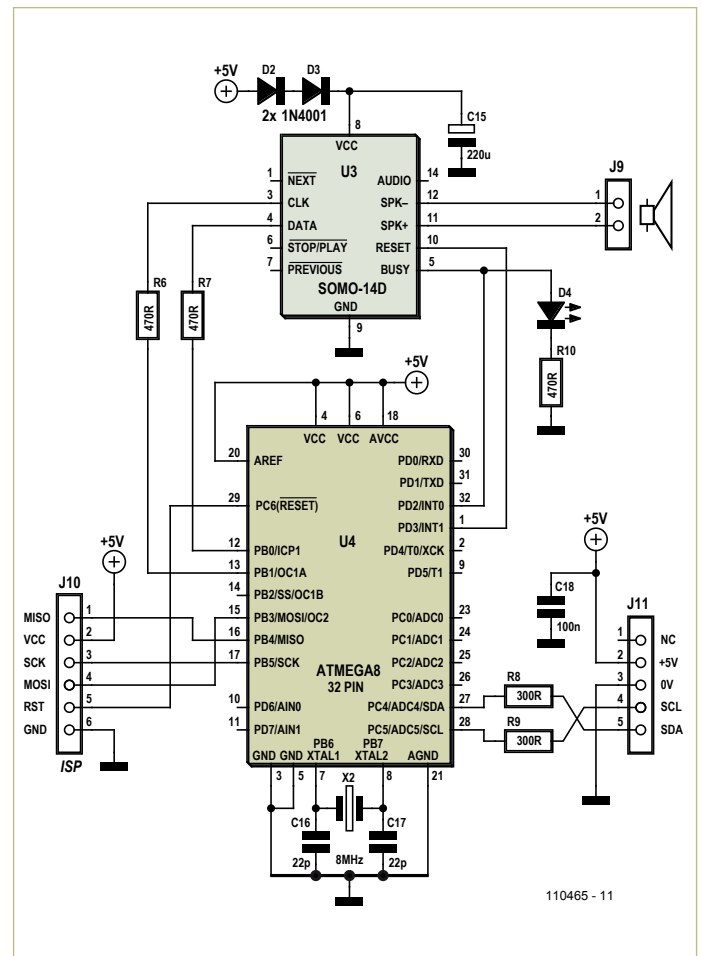 +5V
D2
D3
2x 1N4001
C15
220u
8
VCC
U3
1 NEXT
3 CLK
4 DATA
6 STOP/PLAY
7 PREVIOUS
AUDIO 14
SPK– 12
SPK+ 11
RESET 10
BUSY 5
SOMO-14D
GND
9
J9
1
2
R6
470R
R7
470R
D4
R10
470R
+5V
4 6 18
VCC VCC AVCC
20 AREF
29 PC6(RESET)
12 PB0/ICP1
13 PB1/OC1A
14 PB2/SS/OC1B
15 PB3/MOSI/OC2
16 PB4/MISO
17 PB5/SCK
10 PD6/AIN0
11 PD7/AIN1
U4
ATMEGA8
32 PIN
PD0/RXD 30
PD1/TXD 31
PD2/INT0 32
PD3/INT1 1
PD4/T0/XCK 2
PD5/T1 9
PC0/ADC0 23
PC1/ADC1 24
PC2/ADC2 25
PC3/ADC3 26
PC4/ADC4/SDA 27
PC5/ADC5/SCL 28
GND GND PB6 XTAL1 PB7 XTAL2 AGND
3 5 7 8 21
+5V
J10
MISO 1
VCC 2
SCK 3
MOSI 4
RST 5
GND 6
ISP
X2
8MHz
C16
22p
C17
22p
R8
300R
R9
300R
+5V
C18
100n
J11
1 NC
2 +5V
3 0V
4 SCL
5 SDA
110465 - 11